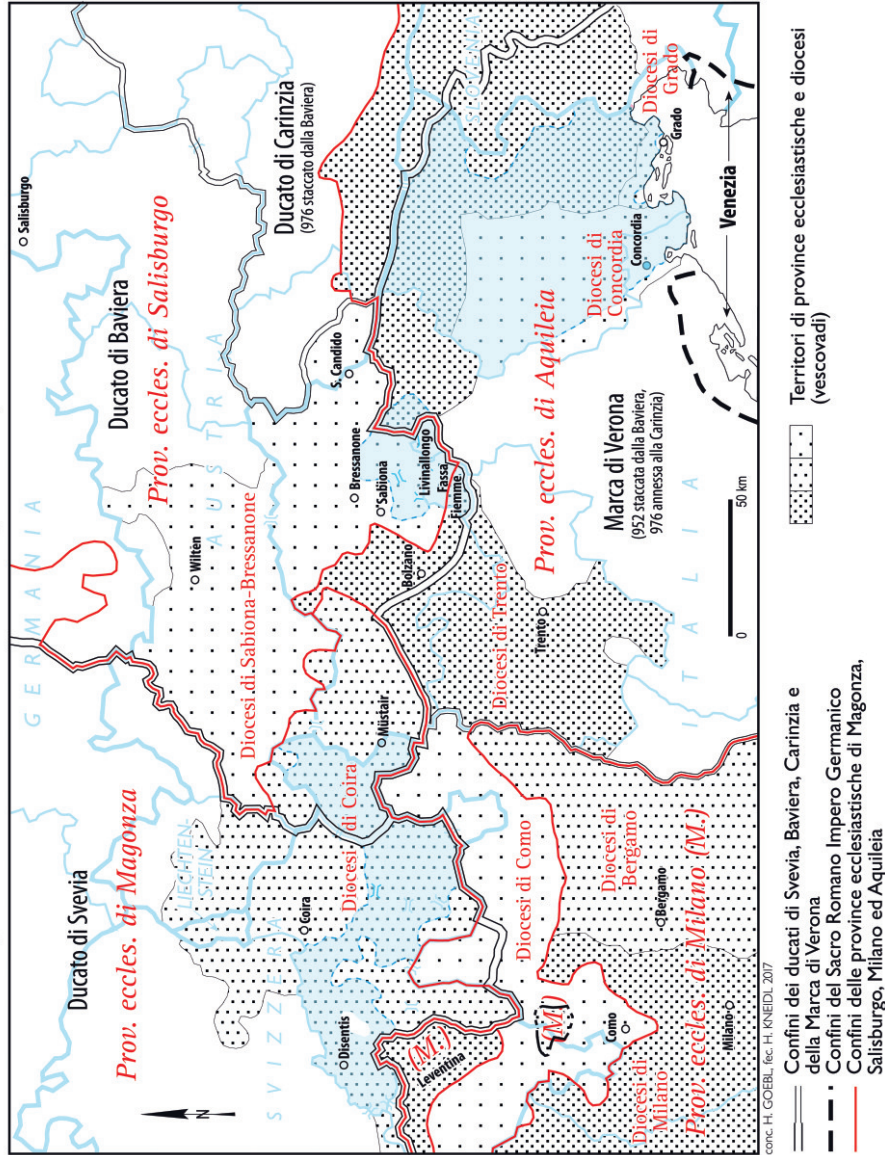 GERMANIA
Salisburgo
Ducato di Svevia
Ducato di Baviera
Prov. eccles. di Magonza
Prov. eccles. di Salisburgo
Ducato di Carinzia
(976 staccato dalla Baviera)
LIECHTEN-
STEIN
AUSTRIA
Wilten
Diocesi di Sabiona-Bressanone
SVIZZERA
Coira
Diocesi di Coira
Disentis
Müstair
Bressanone
Sabiona
S. Candido
SLOVENIA
Livinallongo
Fassa
Fiemme
Bolzano
(M.)
Leventina
Diocesi di Como
Diocesi di Trento
Trento
Prov. eccles. di Aquileia
Diocesi di
Concordia
Concordia
Diocesi di
Grado
Grado
(M.)
Como
Diocesi di
Bergamo
Bergamo
Marca di Verona
(952 staccata dalla Baviera,
976 annessa alla Carinzia)
Venezia
Diocesi di
Milano
Milano
Prov. eccles. di Milano (M.)
ITALIA
N
0
50 km
conc. H. GOEBL, fec. H. KNEIDL 2017
Confini dei ducati di Svevia, Baviera, Carinzia e
della Marca di Verona
Confini del Sacro Romano Impero Germanico
Confini delle province ecclesiastiche di Magonza,
Salisburgo, Milano ed Aquileia
Territori di province ecclesiastiche e diocesi
(vescovadi)